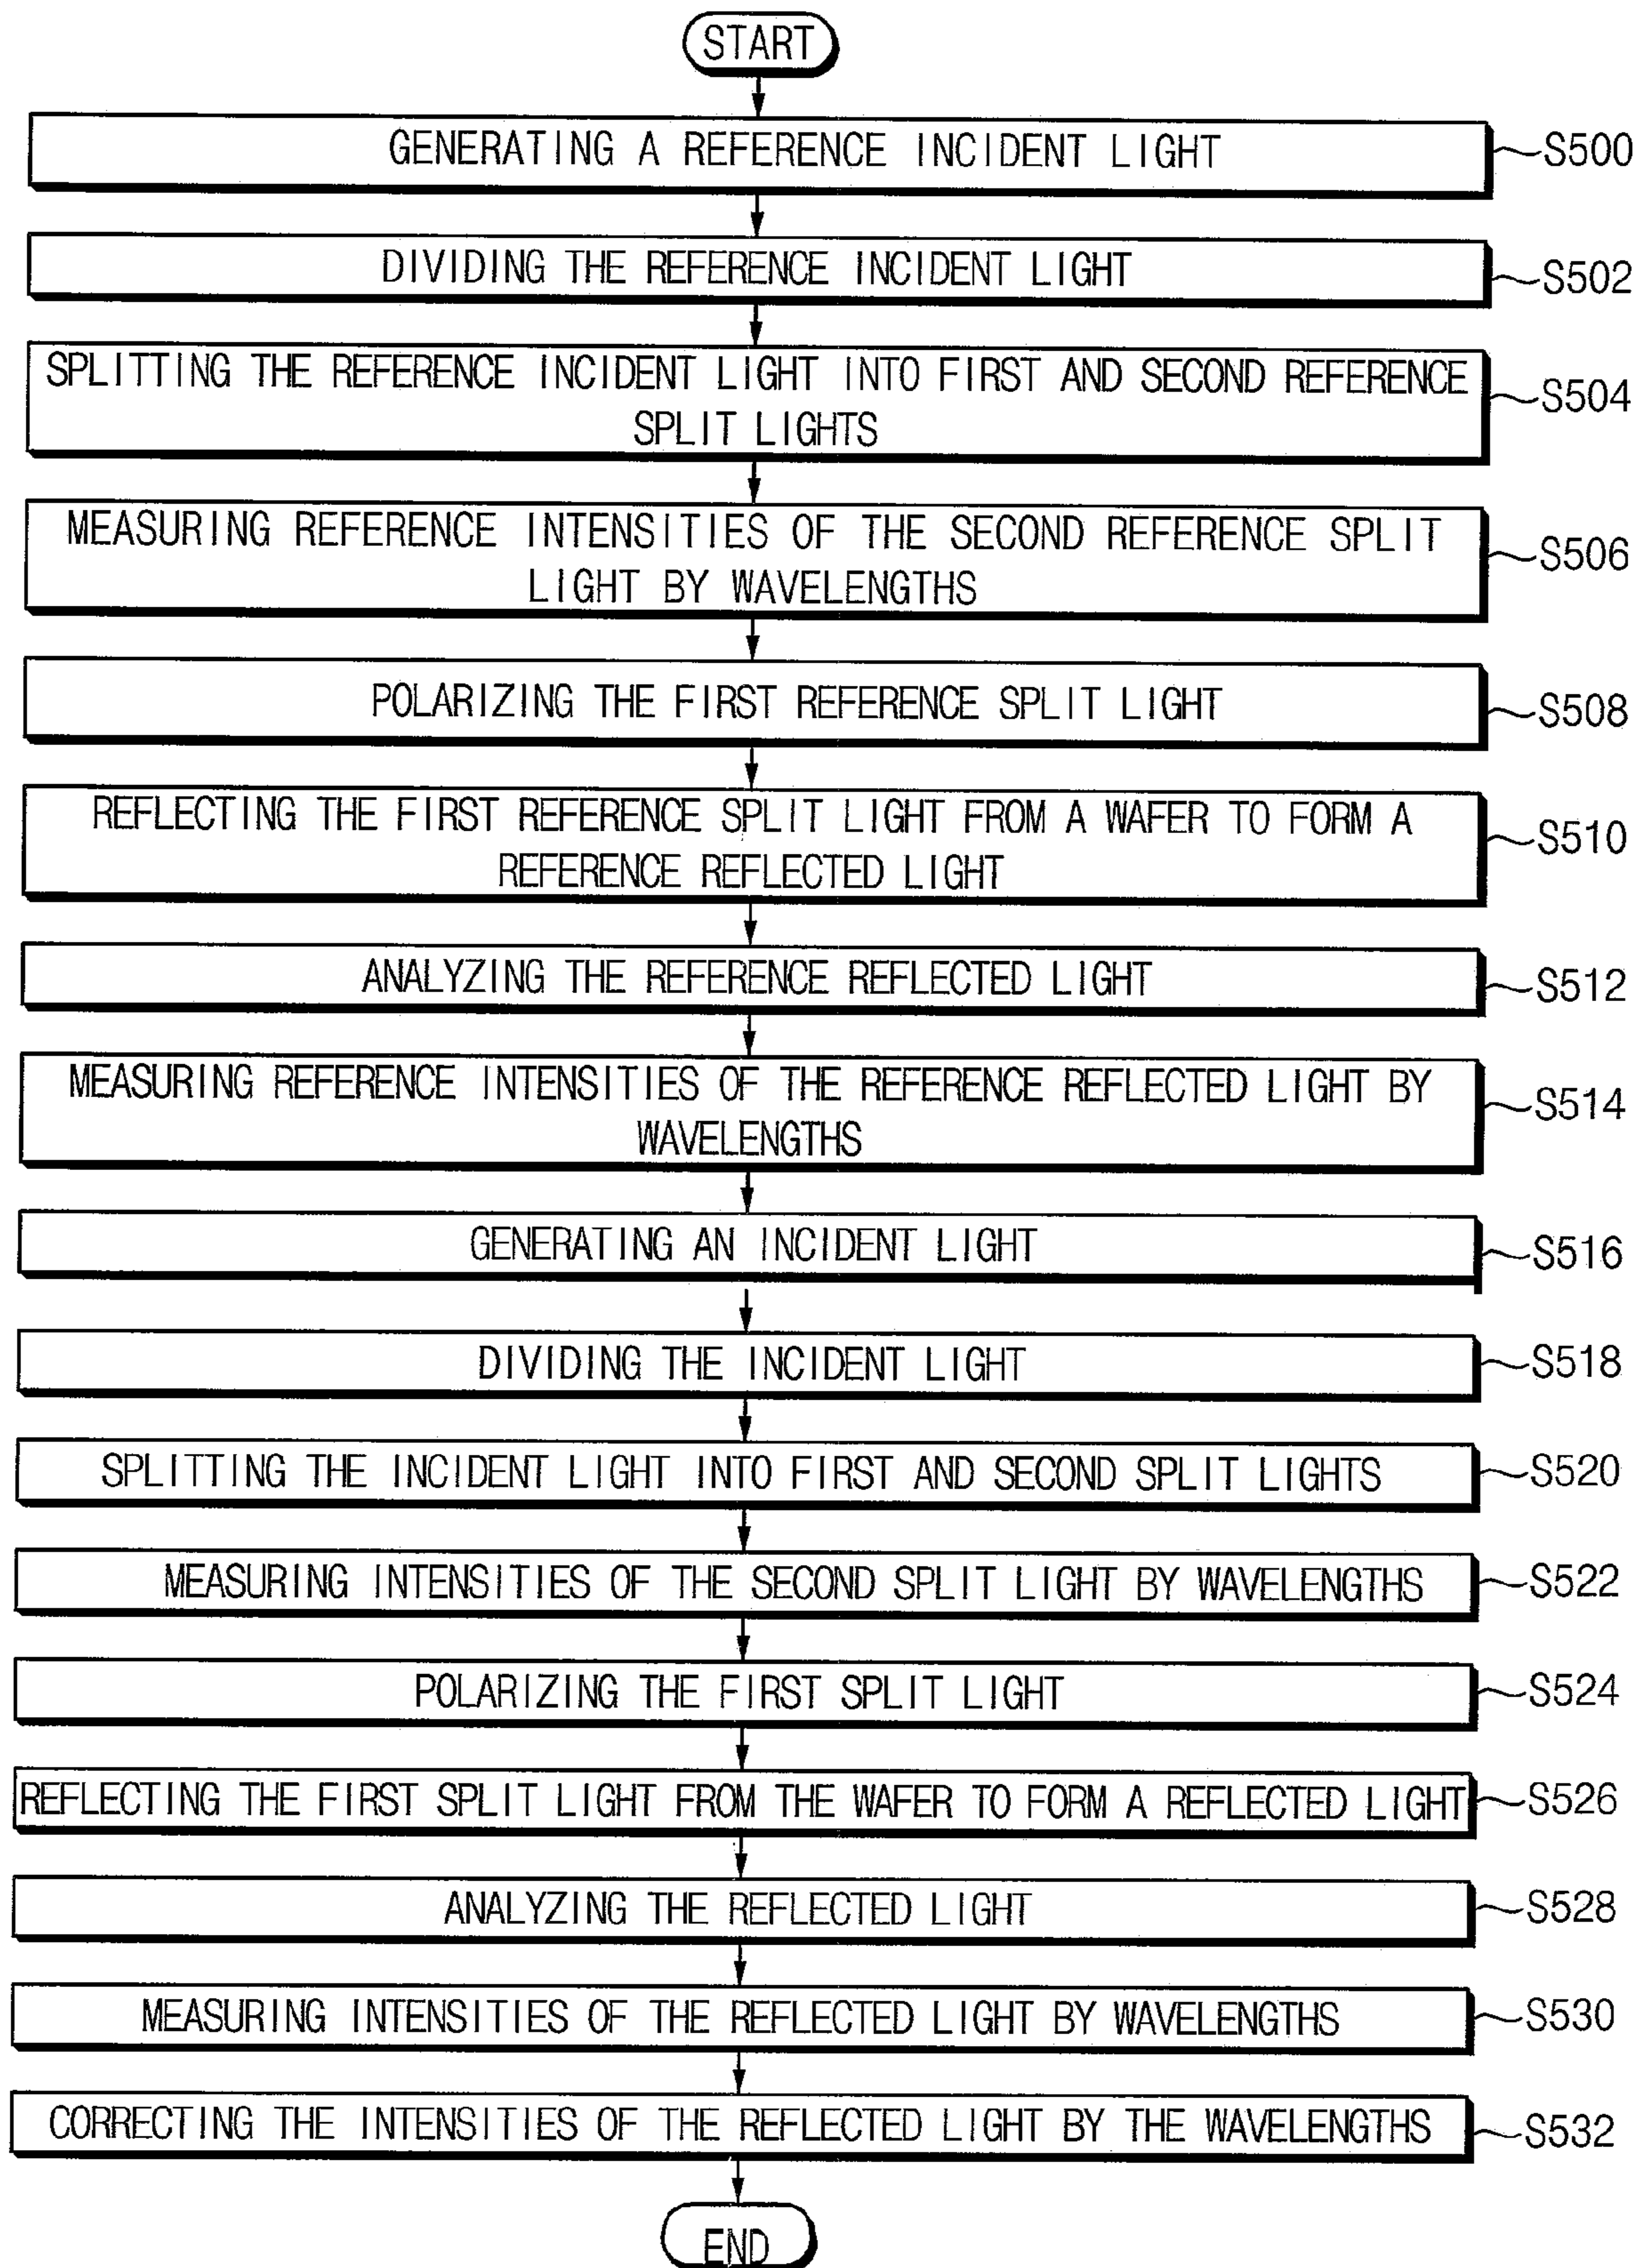 START
GENERATING A REFERENCE INCIDENT LIGHT
S500
DIVIDING THE REFERENCE INCIDENT LIGHT
S502
SPLITTING THE REFERENCE INCIDENT LIGHT INTO FIRST AND SECOND REFERENCE
SPLIT LIGHTS
S504
MEASURING REFERENCE INTENSITIES OF THE SECOND REFERENCE SPLIT
LIGHT BY WAVELENGTHS
S506
POLARIZING THE FIRST REFERENCE SPLIT LIGHT
S508
REFLECTING THE FIRST REFERENCE SPLIT LIGHT FROM A WAFER TO FORM A
REFERENCE REFLECTED LIGHT
S510
ANALYZING THE REFERENCE REFLECTED LIGHT
S512
MEASURING REFERENCE INTENSITIES OF THE REFERENCE REFLECTED LIGHT BY
WAVELENGTHS
S514
GENERATING AN INCIDENT LIGHT
S516
DIVIDING THE INCIDENT LIGHT
S518
SPLITTING THE INCIDENT LIGHT INTO FIRST AND SECOND SPLIT LIGHTS
S520
MEASURING INTENSITIES OF THE SECOND SPLIT LIGHT BY WAVELENGTHS
S522
POLARIZING THE FIRST SPLIT LIGHT
S524
REFLECTING THE FIRST SPLIT LIGHT FROM THE WAFER TO FORM A REFLECTED LIGHT
S526
ANALYZING THE REFLECTED LIGHT
S528
MEASURING INTENSITIES OF THE REFLECTED LIGHT BY WAVELENGTHS
S530
CORRECTING THE INTENSITIES OF THE REFLECTED LIGHT BY THE WAVELENGTHS
S532
END